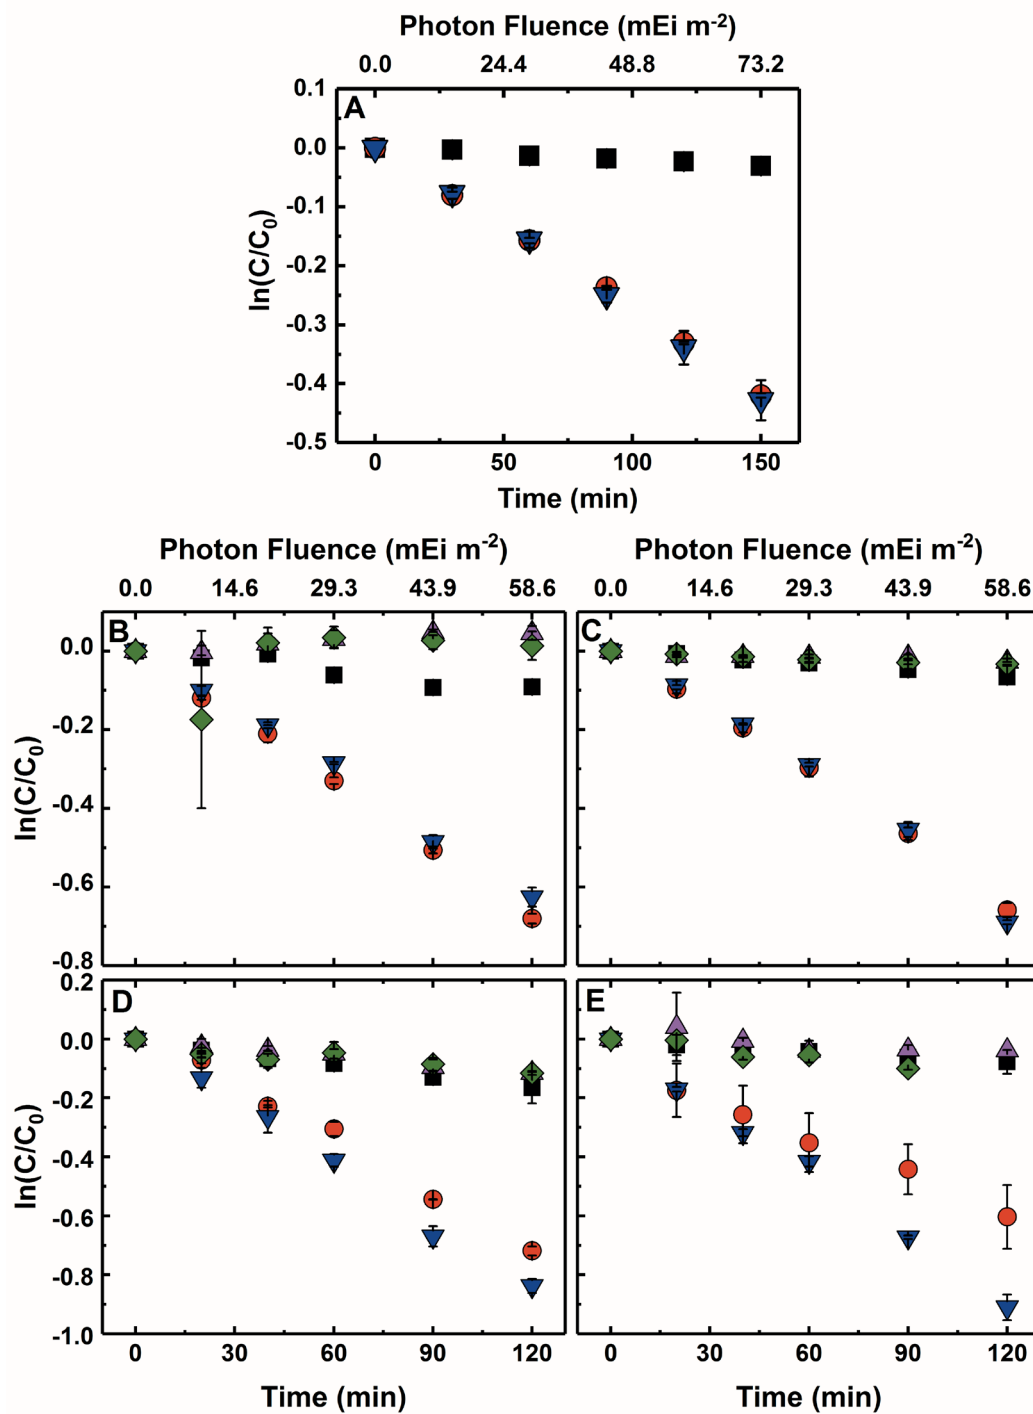 Photon Fluence (mEi m-2)
0.0 24.4 48.8 73.2
A
0.1
0.0
-0.1
-0.2
-0.3
-0.4
-0.5
ln(C/C0)
0 50 100 150
Time (min)
Photon Fluence (mEi m-2) Photon Fluence (mEi m-2)
0.0 14.6 29.3 43.9 58.6 0.0 14.6 29.3 43.9 58.6
B C
0.0
-0.2
-0.4
-0.6
-0.8
ln(C/C0)
D E
0.2
0.0
-0.2
-0.4
-0.6
-0.8
-1.0
ln(C/C0)
0 30 60 90 120 0 30 60 90 120
Time (min) Time (min)